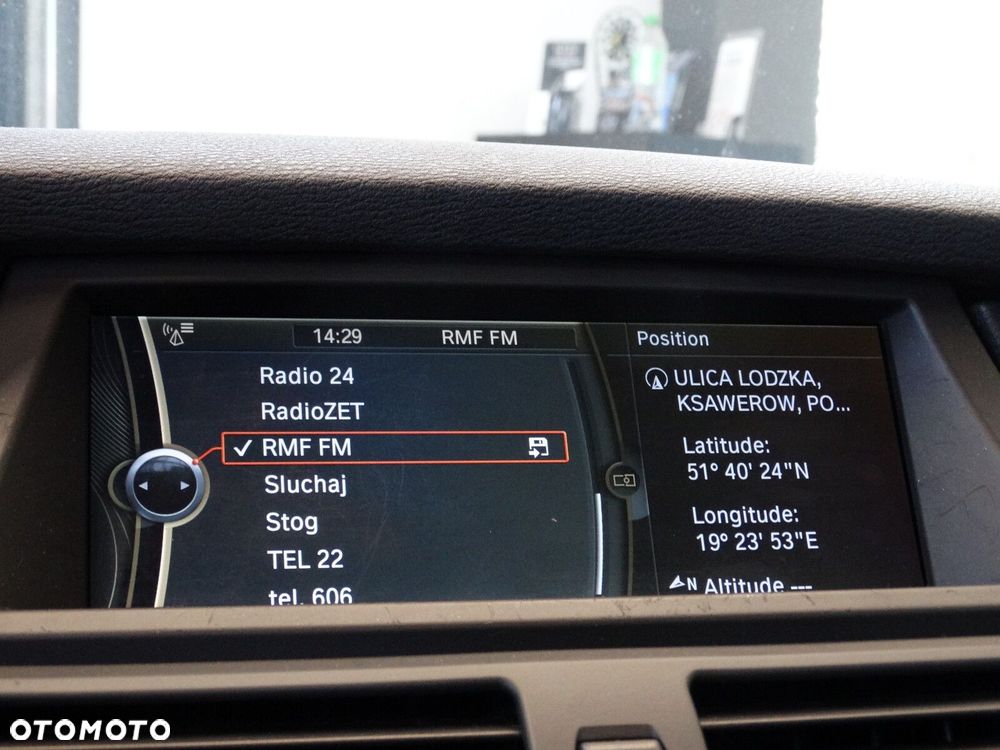 14:29 RMF FM
Radio 24
RadioZET
RMF FM
Sluchaj
Stog
TEL 22
tel. 606
Position
ULICA LODZKA,
KSAWEROW, PO...
Latitude:
51° 40' 24"N
Longitude:
19° 23' 53"E
N Altitude ---
OTOMOTO